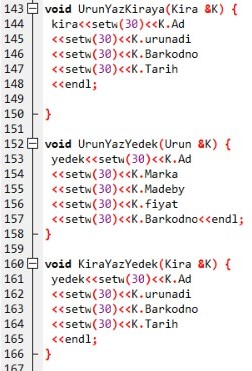 143 void UrunYazKiraya(Kira &K) {
144 kira<<setw(30)<<K.Ad
145 <<setw(30)<<K.urunadi
146 <<setw(30)<<K.Barkodno
147 <<setw(30)<<K.Tarih
148 <<endl;
149
150 }
151
152 void UrunYazYedek(Urun &K) {
153 yedek<<setw(30)<<K.Ad
154 <<setw(30)<<K.Marka
155 <<setw(30)<<K.Madeby
156 <<setw(30)<<K.fiyat
157 <<setw(30)<<K.Barkodno<<endl;
158 }
159
160 void KiraYazYedek(Kira &K) {
161 yedek<<setw(30)<<K.Ad
162 <<setw(30)<<K.urunadi
163 <<setw(30)<<K.Barkodno
164 <<setw(30)<<K.Tarih
165 <<endl;
166 }
167